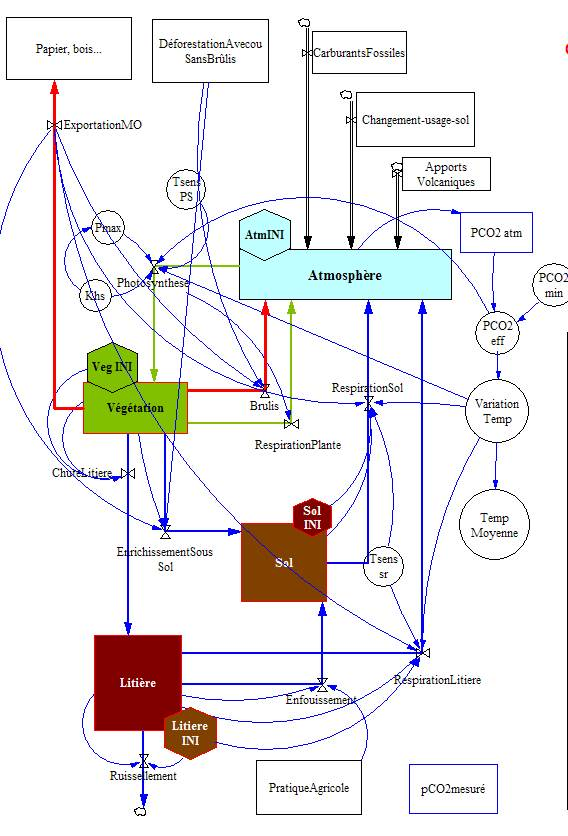 Papier, bois...
DéforestationAvecou
SansBrûlis
CarburantsFossiles
Changement-usage-sol
ExportationMO
Apports
Volcaniques
Tsens
PS
Pmax
AtmINI
PCO2 atm
Atmosphère
Photosynthese
Khs
PCO2
min
PCO2
eff
Veg INI
Végétation
Brulis
RespirationSol
Variation
Temp
RespirationPlante
ChuteLitiere
Sol
INI
Temp
Moyenne
EnrichissementSous
Sol
Sol
Tsens
sr
Litière
RespirationLitiere
Enfouissement
Litiere
INI
Ruissellement
PratiqueAgricole
pCO2mesuré